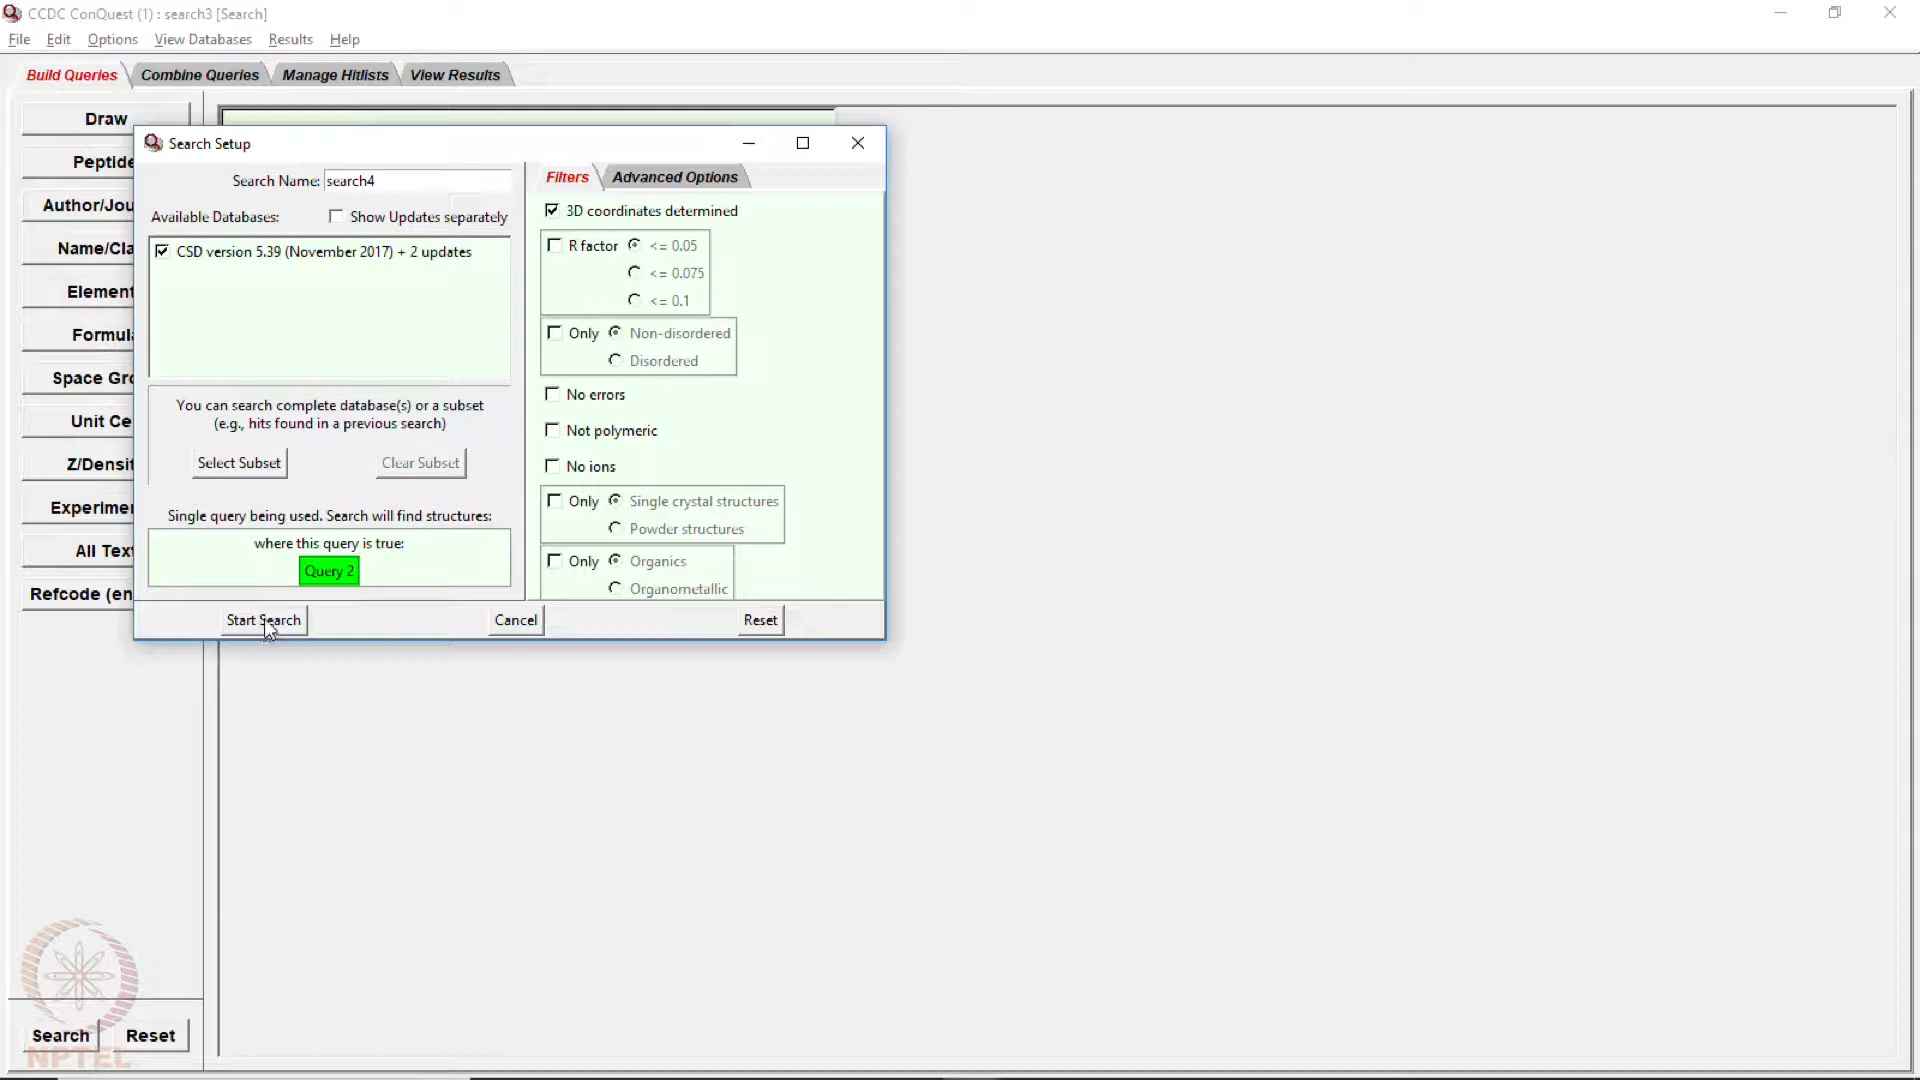 CCDC ConQuest (1) : search3 [Search]
File Edit Options View Databases Results Help
Build Queries Combine Queries Manage Hitlists View Results
Draw
Peptide
Author/Jou
Name/Cla
Element
Formula
Space Gro
Unit Ce
Z/Densit
Experimen
All Text
Refcode (en
Search Reset
NPTEL
Search Setup
Search Name: search4
Available Databases: Show Updates separately
CSD version 5.39 (November 2017) + 2 updates
You can search complete database(s) or a subset
(e.g., hits found in a previous search)
Select Subset Clear Subset
Single query being used. Search will find structures:
where this query is true:
Query 2
Filters Advanced Options
3D coordinates determined
R factor <= 0.05
<= 0.075
<= 0.1
Only Non-disordered
Disordered
No errors
Not polymeric
No ions
Only Single crystal structures
Powder structures
Only Organics
Organometallic
Start Search Cancel Reset